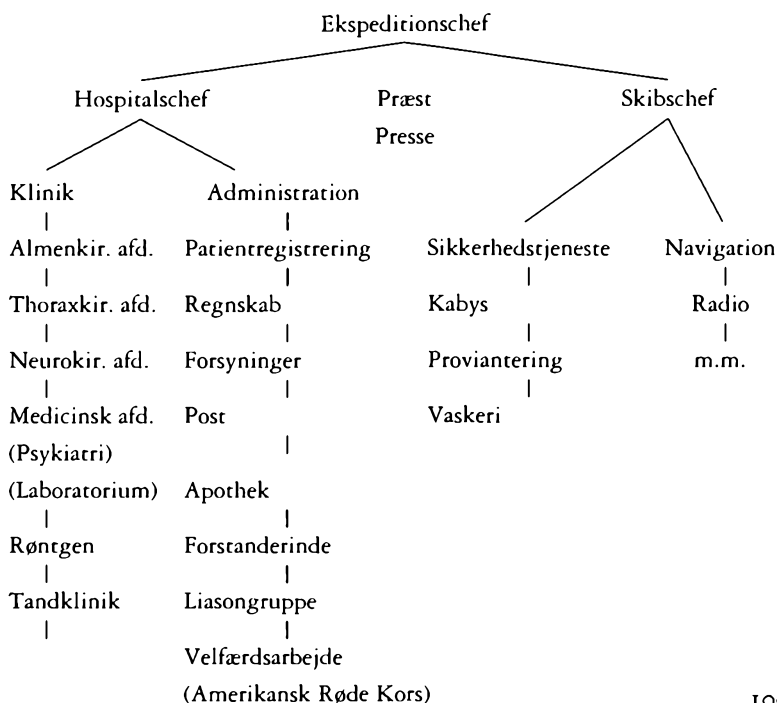 Ekspeditionschef
Hospitalschef Præst Skibschef
Presse
Klinik Administration
Almenkir. afd. Patientregistrering Sikkerhedstjeneste Navigation
Thoraxkir. afd. Regnskab Kabys Radio
Neurokir. afd. Forsyninger Proviantering m.m.
Medicinsk afd. Post Vaskeri
(Psykiatri)
(Laboratorium) Apothek
Røntgen Forstanderinde
Tandklinik Liasongruppe
Velfærdsarbejde
(Amerikansk Røde Kors)